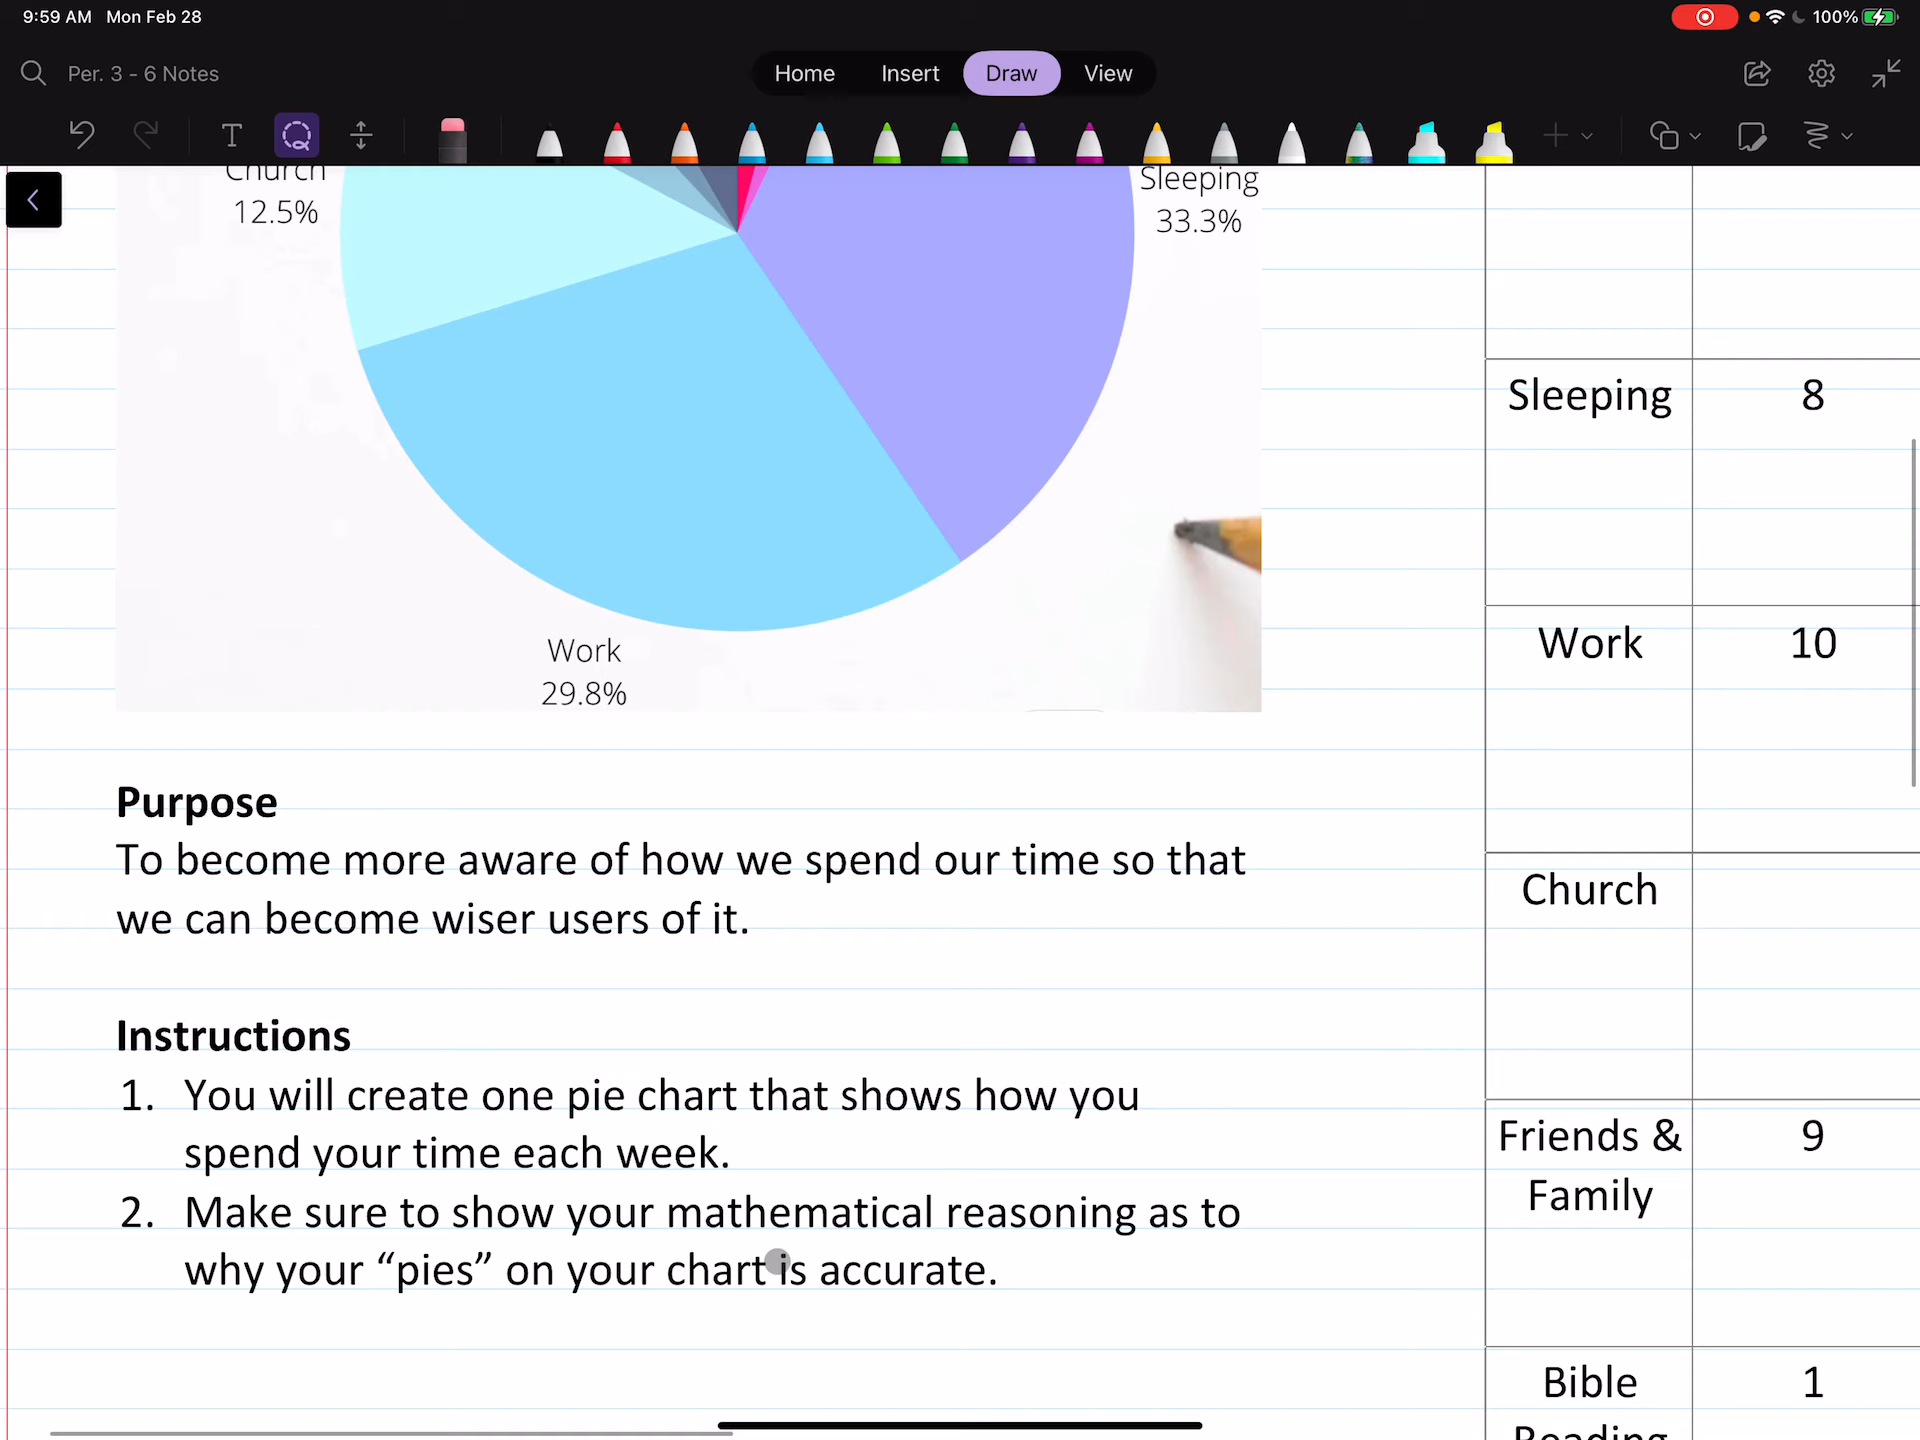 9:59 AM Mon Feb 28
100%
Per. 3 - 6 Notes
Home Insert Draw View
Church
12.5%
Sleeping
33.3%
Work
29.8%
Purpose
To become more aware of how we spend our time so that
we can become wiser users of it.
Instructions
1. You will create one pie chart that shows how you
spend your time each week.
2. Make sure to show your mathematical reasoning as to
why your “pies” on your chart is accurate.
Sleeping 8
Work 10
Church
Friends & 9
Family
Bible 1
Reading